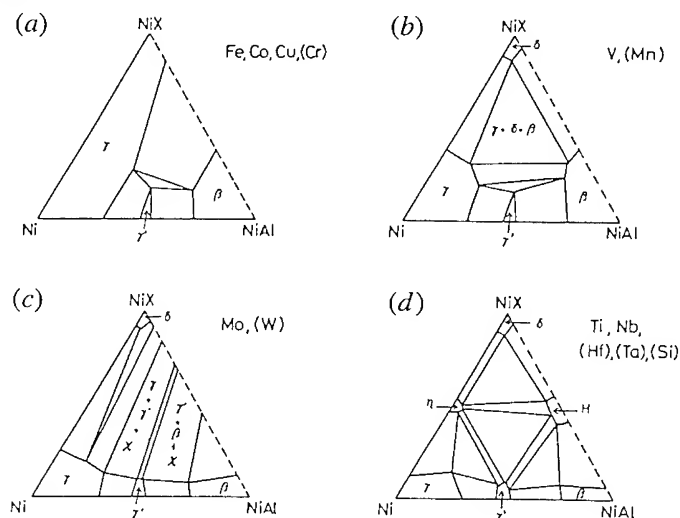 (a)
NiX
Fe, Co, Cu, (Cr)
γ
β
Ni
γ'
NiAl
(b)
NiX
δ
V, (Mn)
γ + δ + β
γ
β
Ni
γ'
NiAl
(c)
NiX
δ
Mo, (W)
γ + γ' + χ
γ' + β + χ
γ
β
Ni
γ'
NiAl
(d)
NiX
δ
Ti, Nb,
(Hf), (Ta), (Si)
η
H
γ
β
Ni
γ'
NiAl